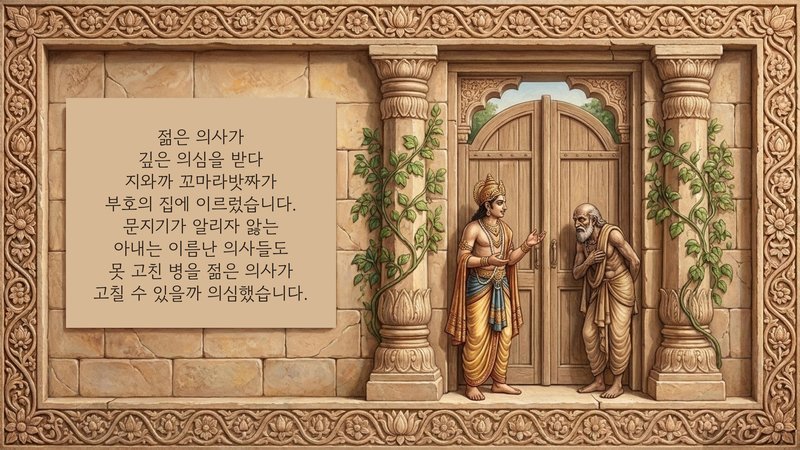 젊은 의사가
깊은 의심을 받다
지와까 꼬마라밧짜가
부호의 집에 이르렀습니다.
문지기가 알리자 앓는
아내는 이름난 의사들도
못 고친 병을 젊은 의사가
고칠 수 있을까 의심했습니다.